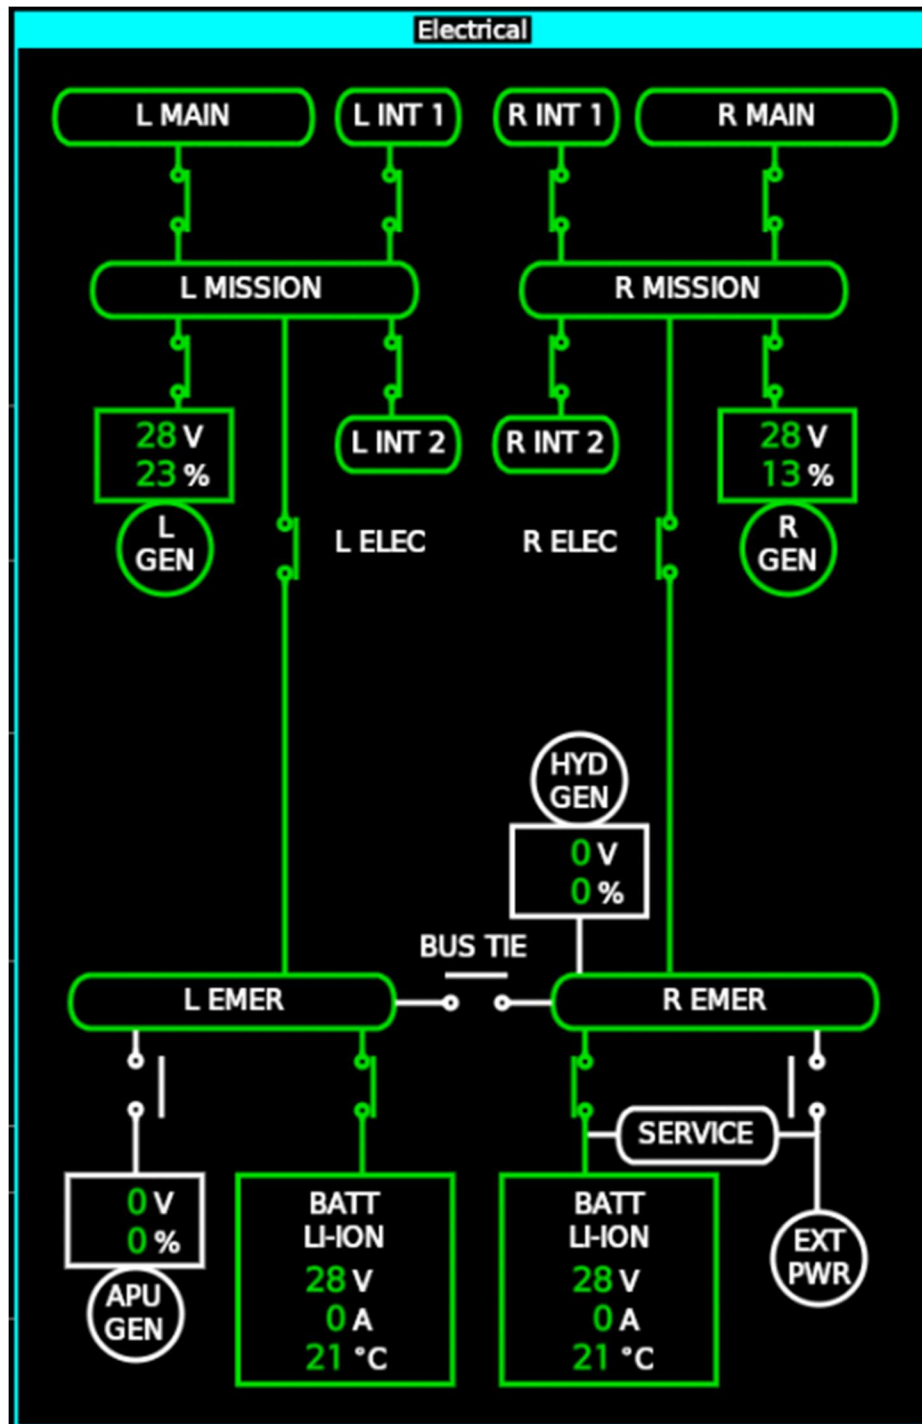 Electrical
L MAIN
L INT 1
R INT 1
R MAIN
L MISSION
R MISSION
28 V
23 %
L
GEN
L INT 2
R INT 2
28 V
13 %
R
GEN
L ELEC
R ELEC
HYD
GEN
0 V
0 %
BUS TIE
L EMER
R EMER
SERVICE
0 V
0 %
APU
GEN
BATT
LI-ION
28 V
0 A
21 °C
BATT
LI-ION
28 V
0 A
21 °C
EXT
PWR